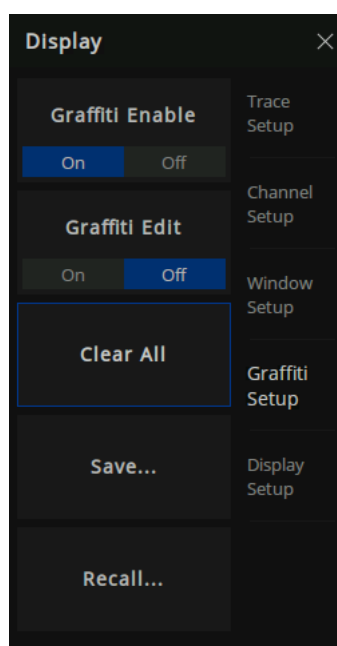 Display
Graffiti Enable
On Off
Graffiti Edit
On Off
Clear All
Save...
Recall...
Trace
Setup
Channel
Setup
Window
Setup
Graffiti
Setup
Display
Setup